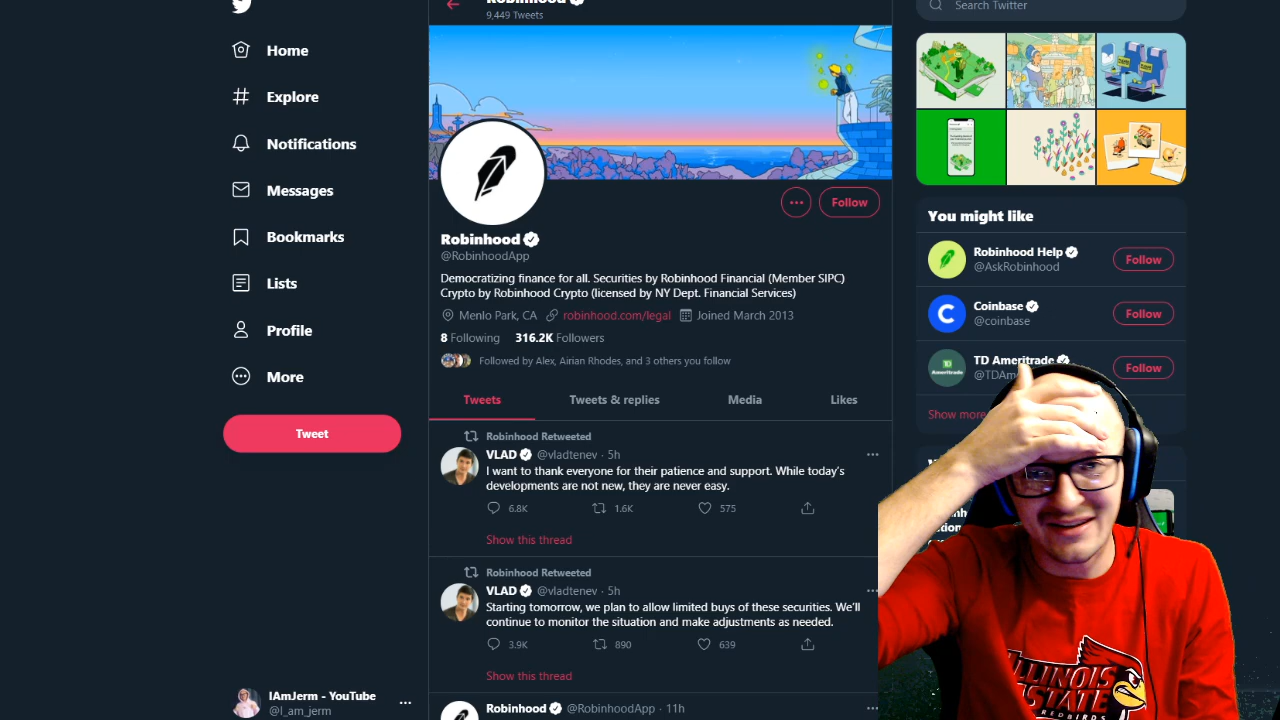 Robinhood
9,449 Tweets
Search Twitter
Home
Explore
Notifications
Messages
Bookmarks
Lists
Profile
More
Tweet
IAmJerm - YouTube
@I_am_jerm
Follow
Robinhood
@RobinhoodApp
Democratizing finance for all. Securities by Robinhood Financial (Member SIPC)
Crypto by Robinhood Crypto (licensed by NY Dept. Financial Services)
Menlo Park, CA robinhood.com/legal Joined March 2013
8 Following 316.2K Followers
Followed by Alex, Airian Rhodes, and 3 others you follow
Tweets Tweets & replies Media Likes
Robinhood Retweeted
VLAD @vladtenev · 5h
I want to thank everyone for their patience and support. While today's
developments are not new, they are never easy.
6.8K 1.6K 575
Show this thread
Robinhood Retweeted
VLAD @vladtenev · 5h
Starting tomorrow, we plan to allow limited buys of these securities. We'll
continue to monitor the situation and make adjustments as needed.
3.9K 890 639
Show this thread
Robinhood @RobinhoodApp · 11h
You might like
Robinhood Help
@AskRobinhood
Follow
Coinbase
@coinbase
Follow
TD Ameritrade
Follow
Show more
ILLINOIS
STATE
REDBIRDS